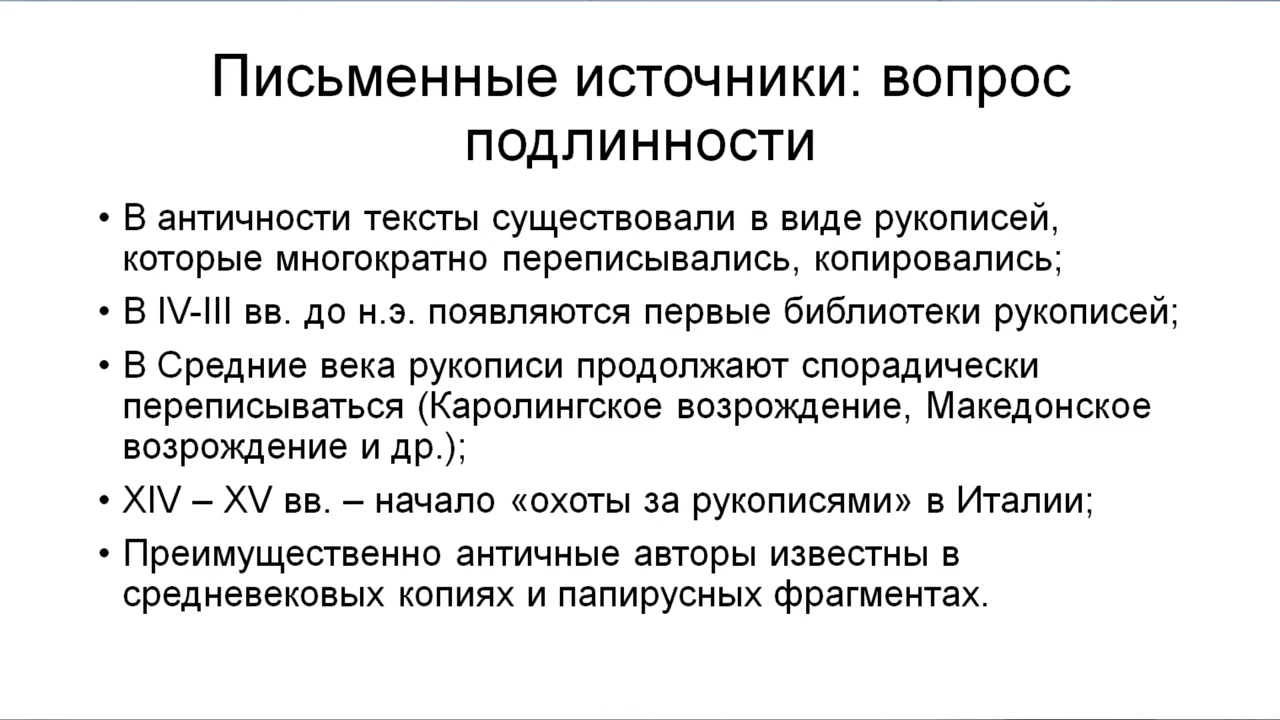 Письменные источники: вопрос
подлинности
• В античности тексты существовали в виде рукописей,
которые многократно переписывались, копировались;
• В IV-III вв. до н.э. появляются первые библиотеки рукописей;
• В Средние века рукописи продолжают спорадически
переписываться (Каролингское возрождение, Македонское
возрождение и др.);
• XIV – XV вв. – начало «охоты за рукописями» в Италии;
• Преимущественно античные авторы известны в
средневековых копиях и папирусных фрагментах.